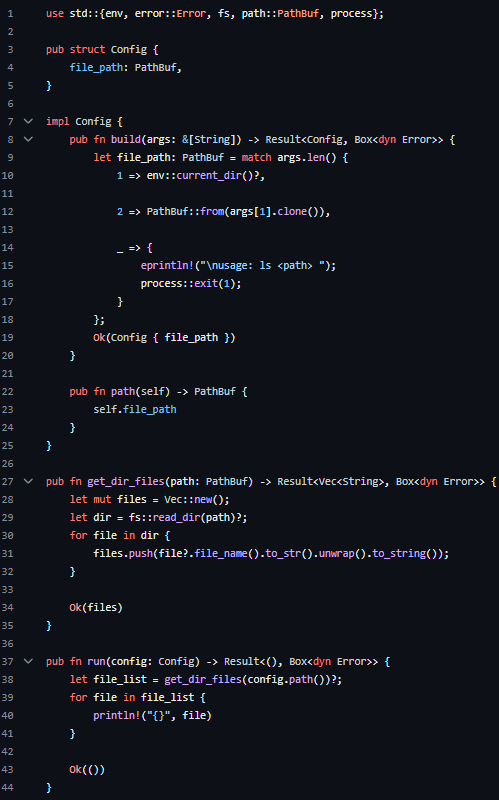 1 use std::{env, error::Error, fs, path::PathBuf, process};
2
3 pub struct Config {
4     file_path: PathBuf,
5 }
6
7 impl Config {
8     pub fn build(args: &[String]) -> Result<Config, Box<dyn Error>> {
9         let file_path: PathBuf = match args.len() {
10             1 => env::current_dir()?,
11
12             2 => PathBuf::from(args[1].clone()),
13
14             _ => {
15                 eprintln!("\nusage: ls <path> ");
16                 process::exit(1);
17             }
18         };
19         Ok(Config { file_path })
20     }
21
22     pub fn path(self) -> PathBuf {
23         self.file_path
24     }
25 }
26
27 pub fn get_dir_files(path: PathBuf) -> Result<Vec<String>, Box<dyn Error>> {
28     let mut files = Vec::new();
29     let dir = fs::read_dir(path)?;
30     for file in dir {
31         files.push(file?.file_name().to_str().unwrap().to_string());
32     }
33
34     Ok(files)
35 }
36
37 pub fn run(config: Config) -> Result<(), Box<dyn Error>> {
38     let file_list = get_dir_files(config.path())?;
39     for file in file_list {
40         println!("{}", file)
41     }
42
43     Ok(())
44 }